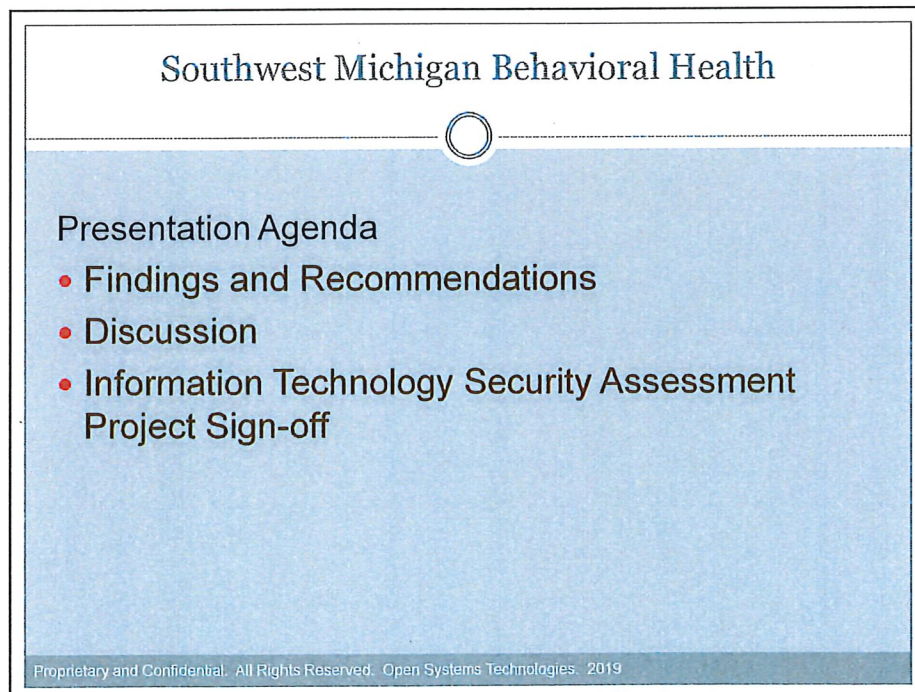 Southwest Michigan Behavioral Health
Presentation Agenda
• Findings and Recommendations
• Discussion
• Information Technology Security Assessment
Project Sign-off
Proprietary and Confidential. All Rights Reserved. Open Systems Technologies. 2019